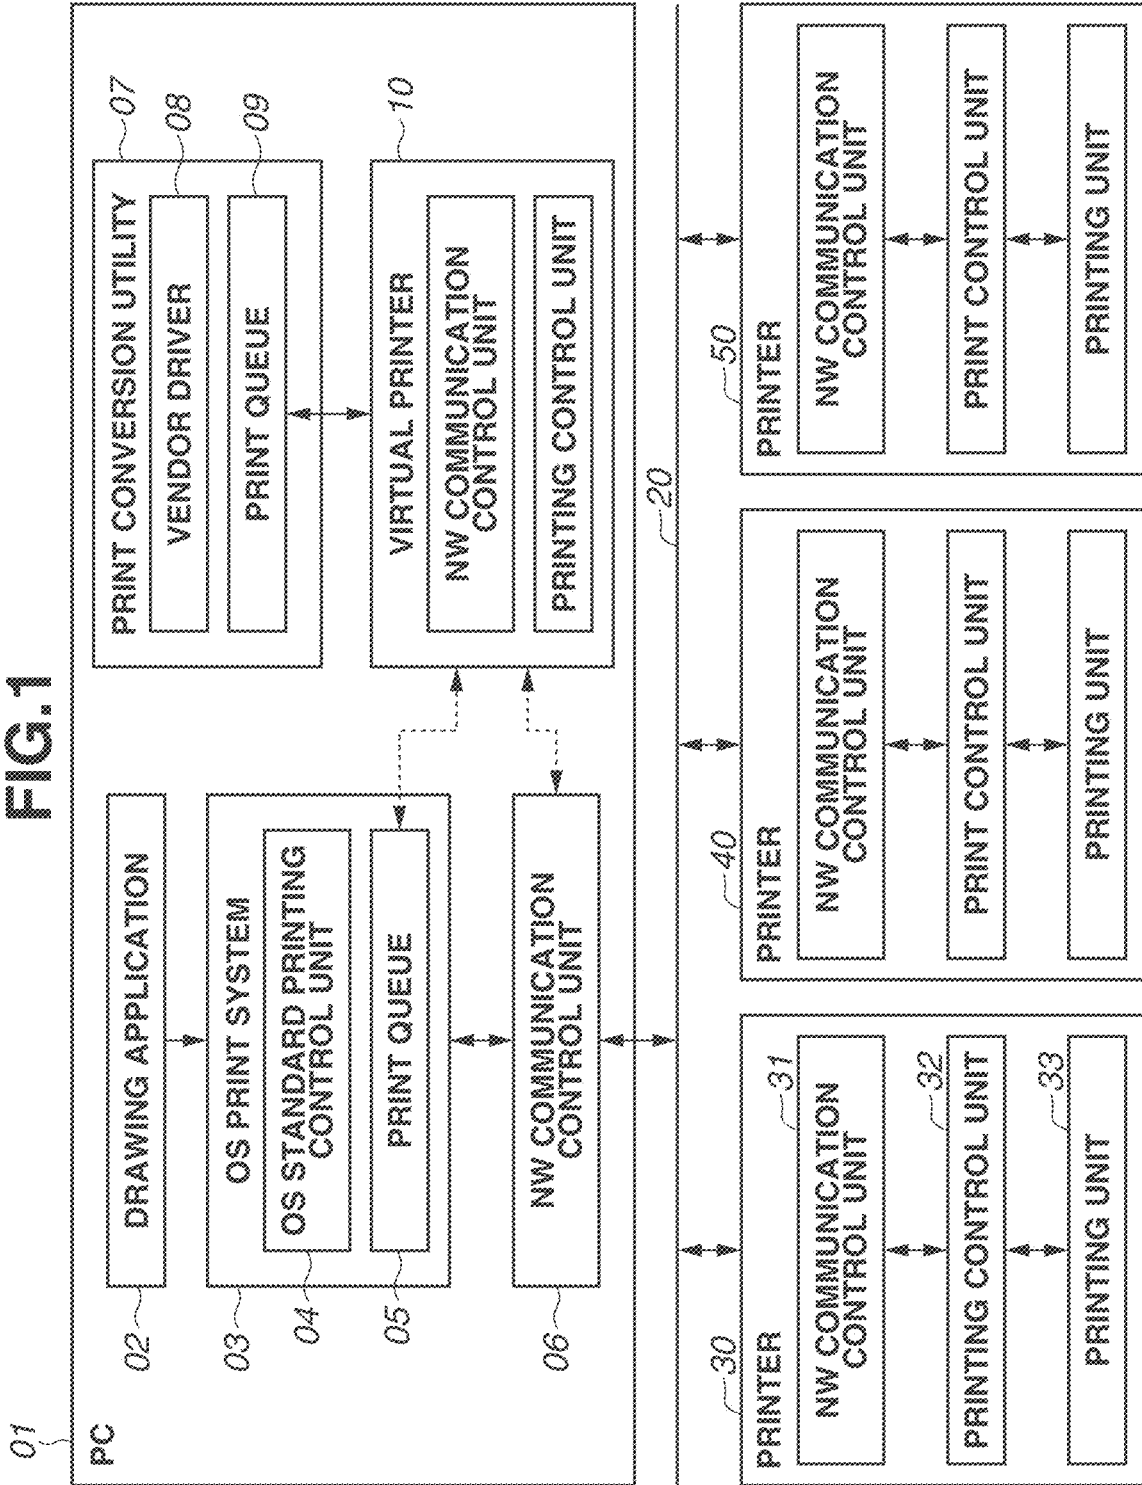 FIG.1
01
PC
02
DRAWING APPLICATION
03
OS PRINT SYSTEM
04
OS STANDARD PRINTING
CONTROL UNIT
05
PRINT QUEUE
06
NW COMMUNICATION
CONTROL UNIT
07
PRINT CONVERSION UTILITY
08
VENDOR DRIVER
09
PRINT QUEUE
10
VIRTUAL PRINTER
NW COMMUNICATION
CONTROL UNIT
PRINTING CONTROL UNIT
20
30
PRINTER
31
NW COMMUNICATION
CONTROL UNIT
32
PRINTING CONTROL UNIT
33
PRINTING UNIT
40
PRINTER
NW COMMUNICATION
CONTROL UNIT
PRINT CONTROL UNIT
PRINTING UNIT
50
PRINTER
NW COMMUNICATION
CONTROL UNIT
PRINT CONTROL UNIT
PRINTING UNIT